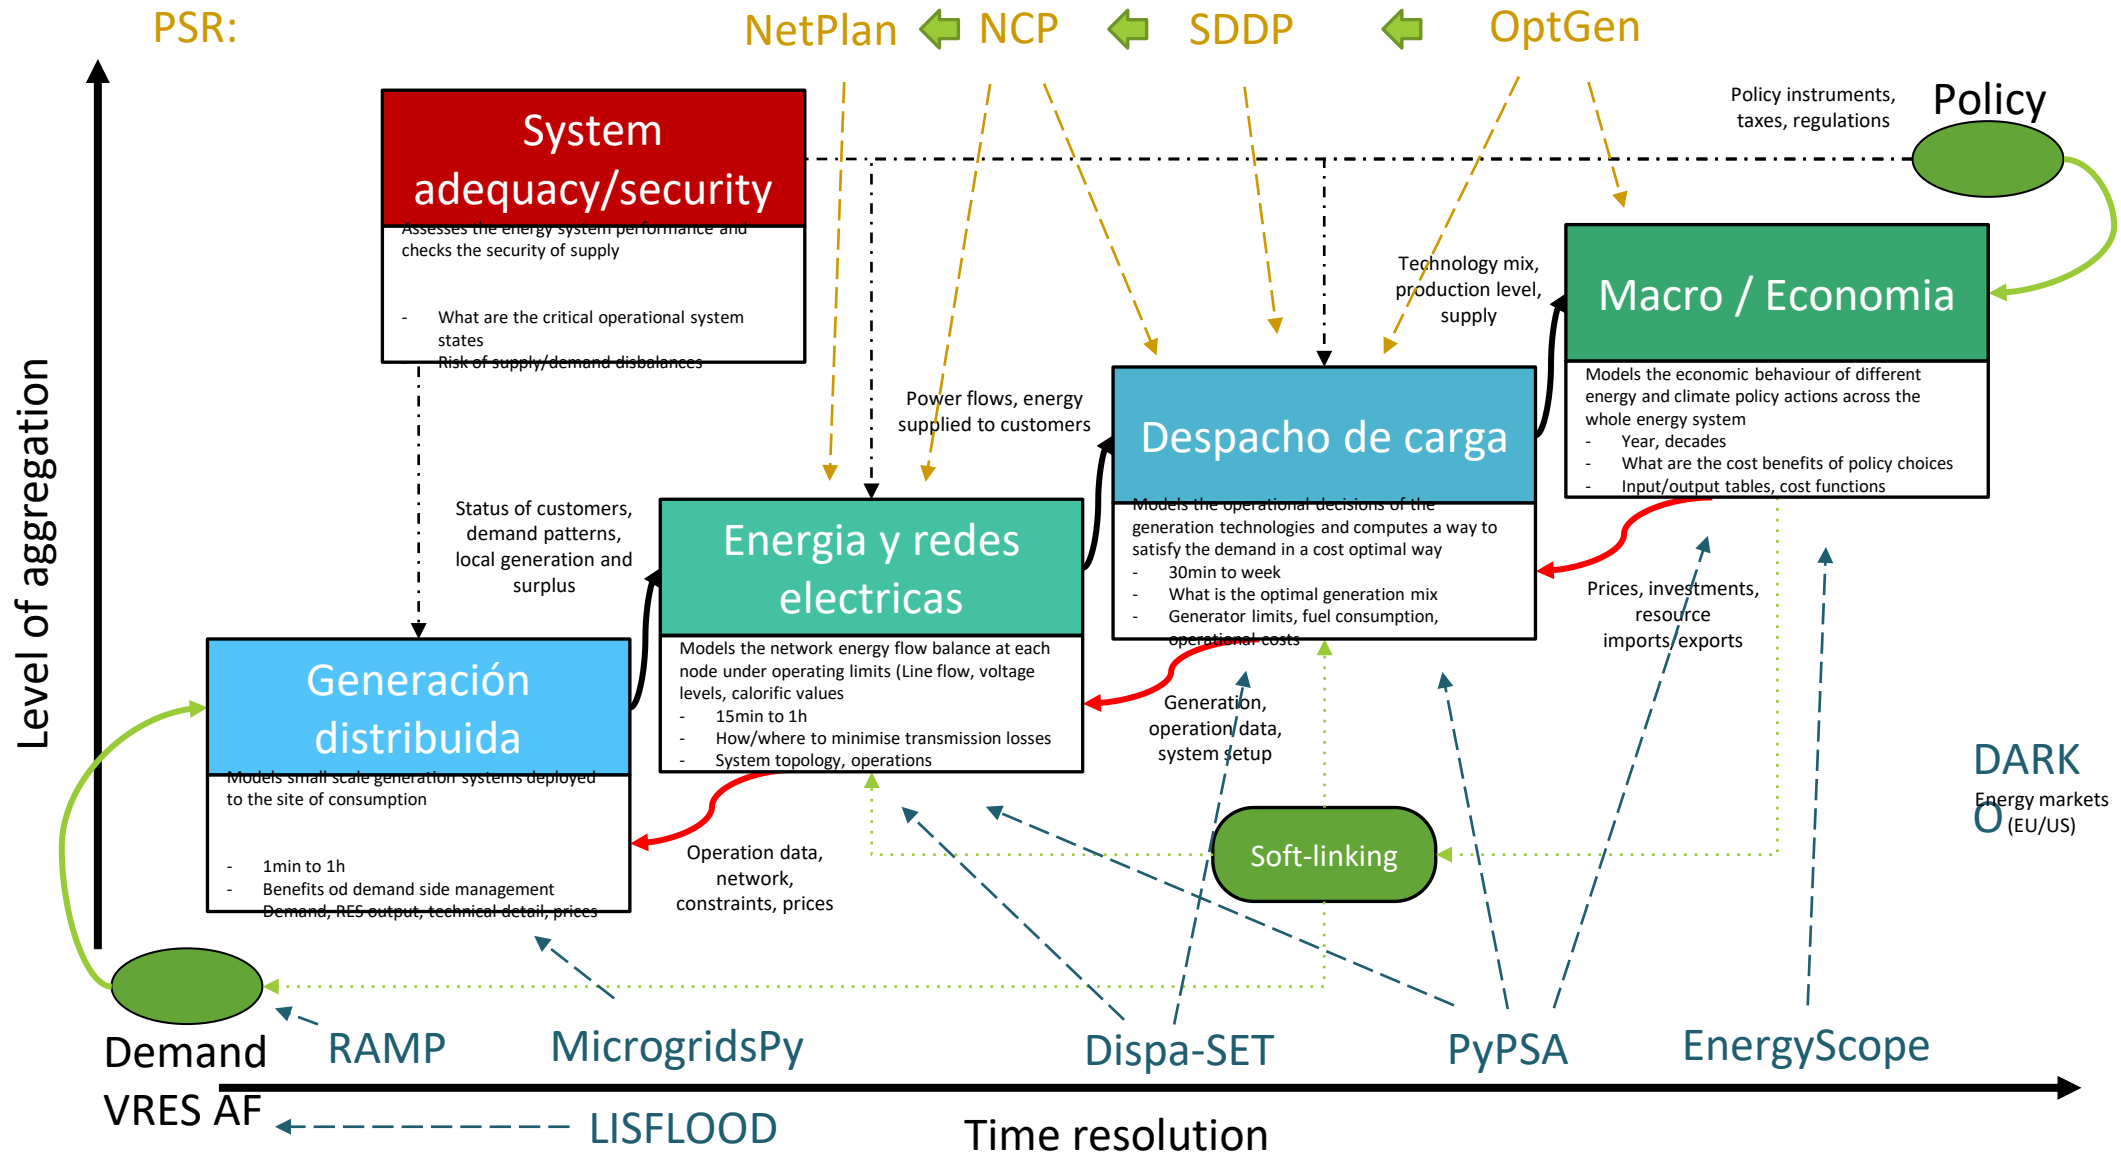 PSR:
NetPlan
NCP
SDDP
OptGen
Policy instruments,
taxes, regulations
Policy
System
adequacy/security
Assesses the energy system performance and
checks the security of supply
- What are the critical operational system
states
- Risk of supply/demand disbalances
Technology mix,
production level,
supply
Macro / Economia
Models the economic behaviour of different
energy and climate policy actions across the
whole energy system
- Year, decades
- What are the cost benefits of policy choices
- Input/output tables, cost functions
Power flows, energy
supplied to customers
Despacho de carga
Models the operational decisions of the
generation technologies and computes a way to
satisfy the demand in a cost optimal way
- 30min to week
- What is the optimal generation mix
- Generator limits, fuel consumption,
operational costs
Status of customers,
demand patterns,
local generation and
surplus
Energia y redes
electricas
Models the network energy flow balance at each
node under operating limits (Line flow, voltage
levels, calorific values
- 15min to 1h
- How/where to minimise transmission losses
- System topology, operations
Prices, investments,
resource
imports/exports
Generación
distribuida
Models small scale generation systems deployed
to the site of consumption
- 1min to 1h
- Benefits od demand side management
- Demand, RES output, technical detail, prices
Generation,
operation data,
system setup
Operation data,
network,
constraints, prices
Soft-linking
DARK
O
Energy markets
(EU/US)
Level of aggregation
Demand
VRES AF
RAMP
MicrogridsPy
Dispa-SET
PyPSA
EnergyScope
LISFLOOD
Time resolution